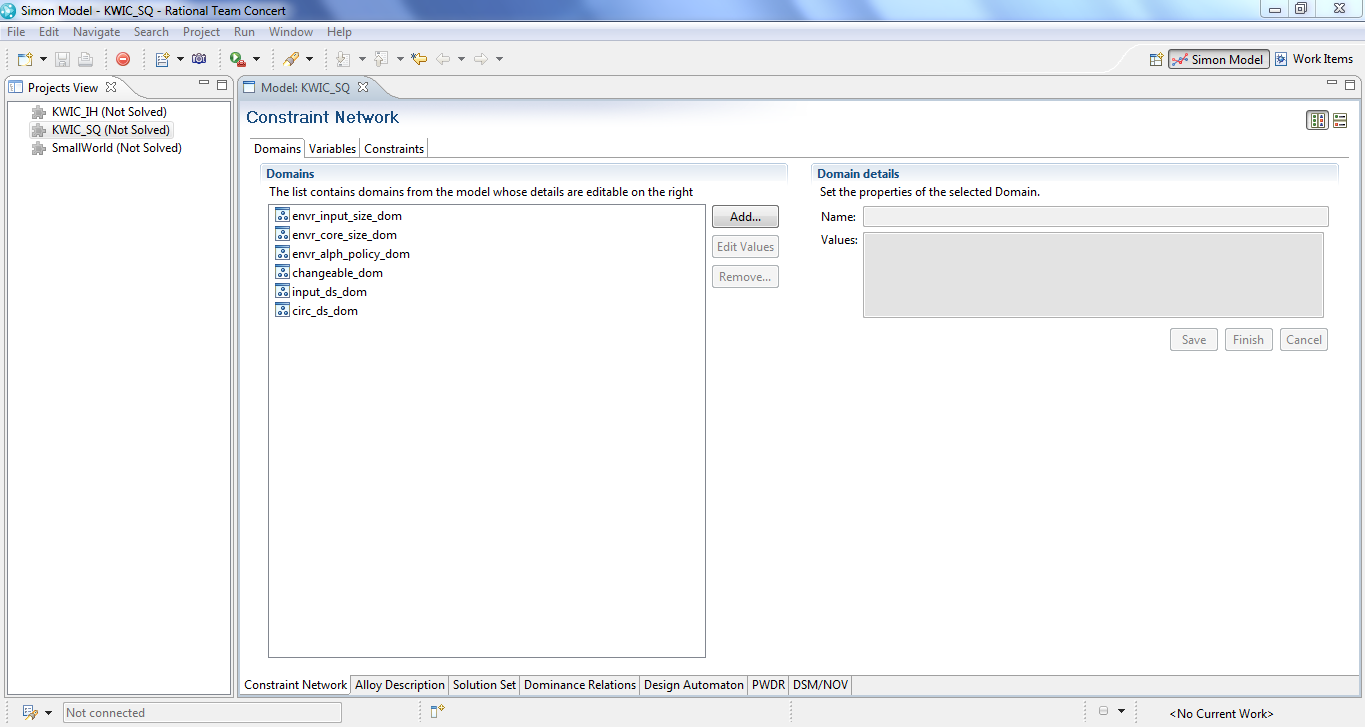 Simon Model - KWIC_SQ - Rational Team Concert
File Edit Navigate Search Project Run Window Help
Simon Model Work Items
Projects View
KWIC_IH (Not Solved)
KWIC_SQ (Not Solved)
SmallWorld (Not Solved)
Model: KWIC_SQ
Constraint Network
Domains Variables Constraints
Domains
The list contains domains from the model whose details are editable on the right
envr_input_size_dom
envr_core_size_dom
envr_alph_policy_dom
changeable_dom
input_ds_dom
circ_ds_dom
Add...
Edit Values
Remove...
Domain details
Set the properties of the selected Domain.
Name:
Values:
Save Finish Cancel
Constraint Network Alloy Description Solution Set Dominance Relations Design Automaton PWDR DSM/NOV
Not connected
<No Current Work>